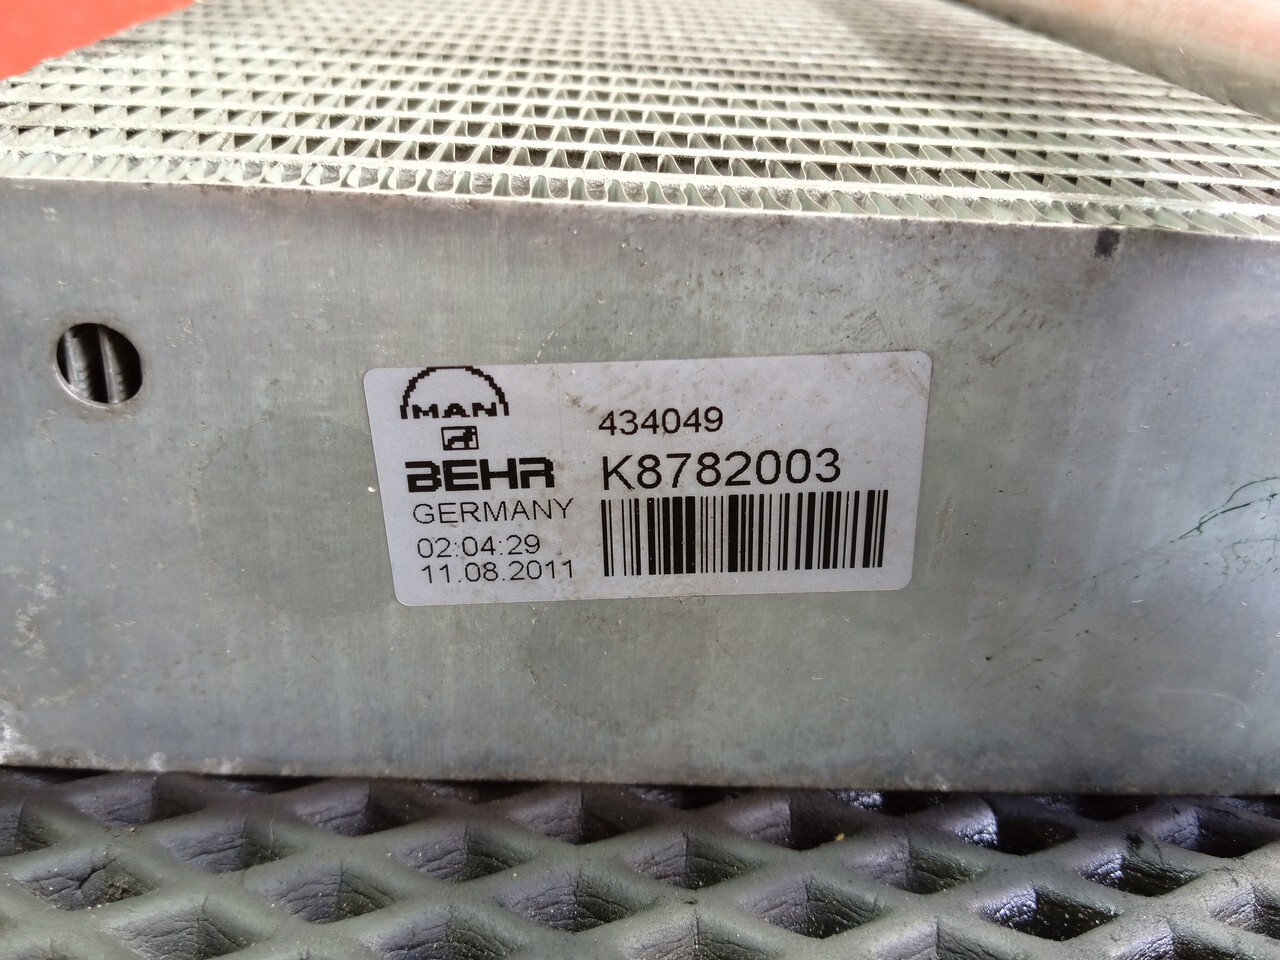 MAN
BEHR
GERMANY
02:04:29
11.08.2011
434049
K8782003